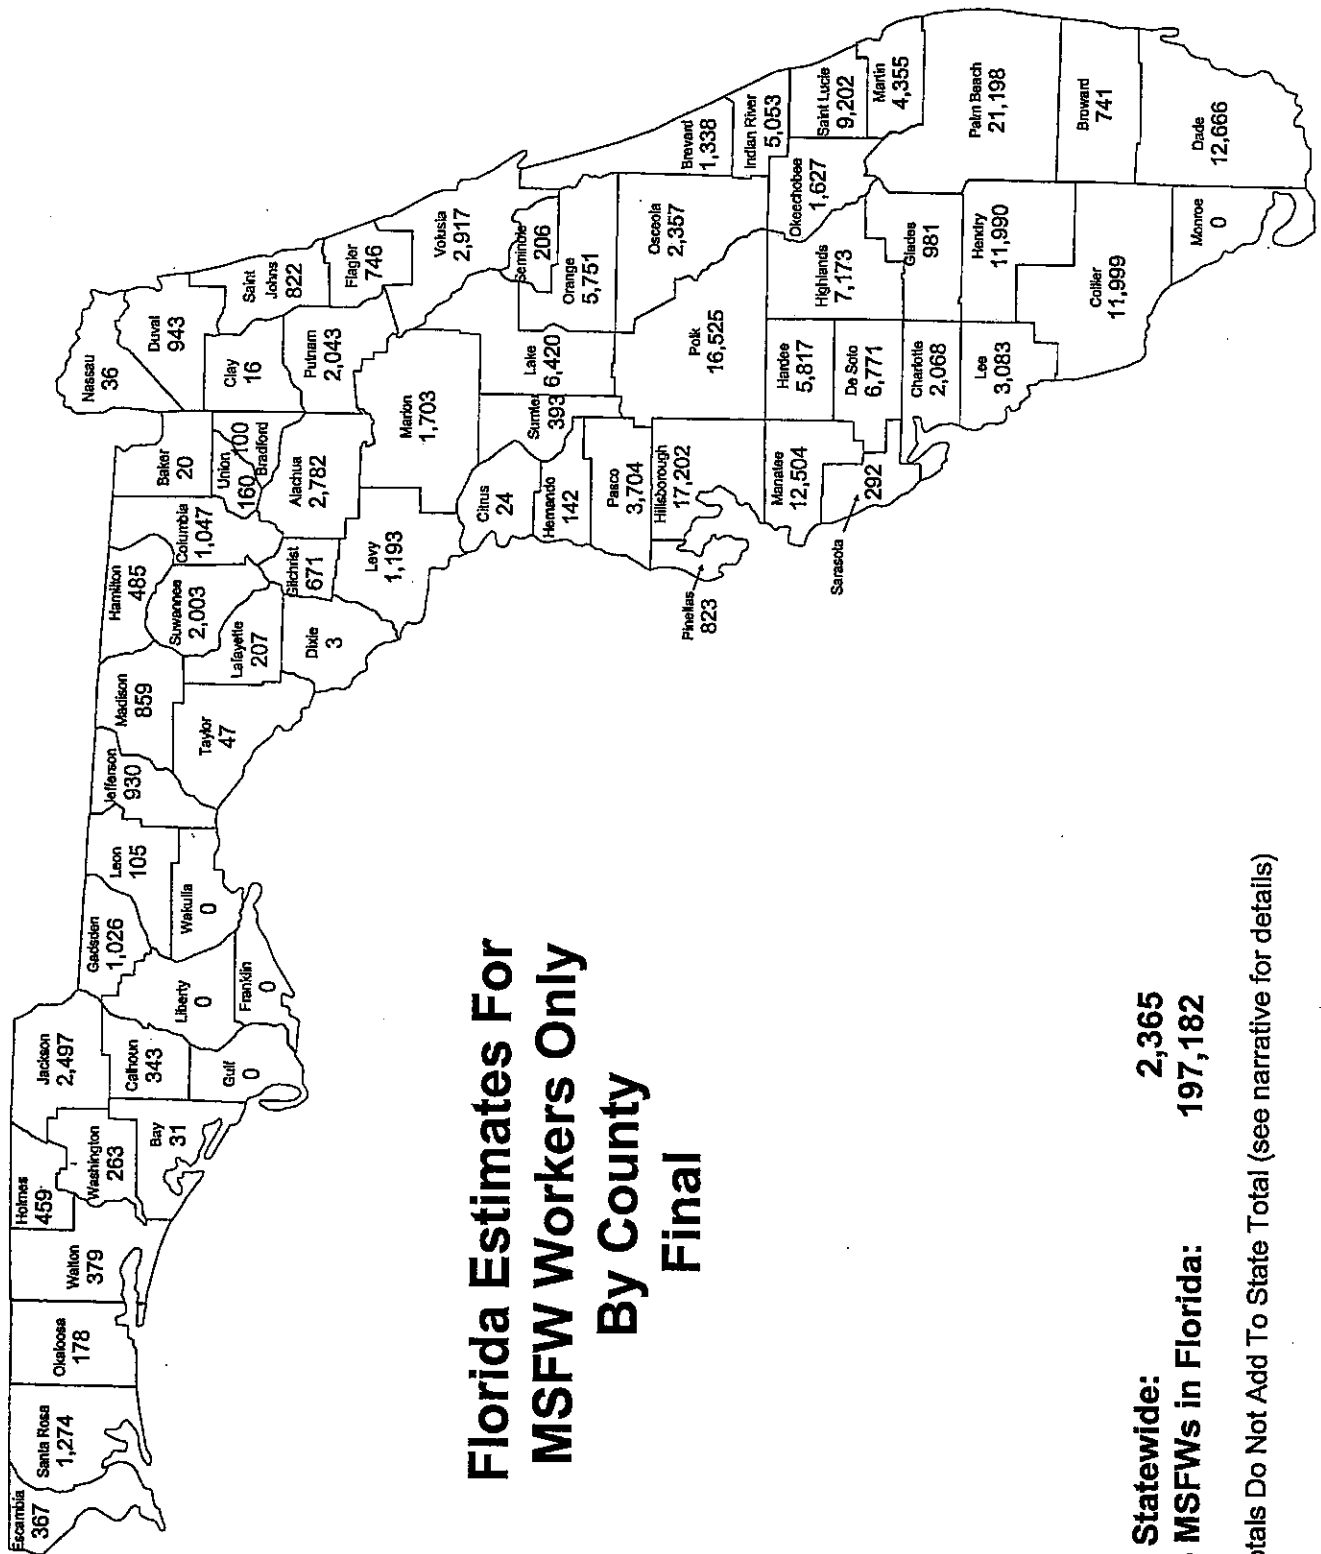 Escambia
367
Santa Rosa
1,274
Okaloosa
178
Walton
379
Holmes
459
Washington
263
Bay
31
Jackson
2,497
Calhoun
343
Gulf
0
Gadsden
1,026
Liberty
0
Franklin
0
Leon
105
Wakulla
0
Jefferson
930
Madison
859
Taylor
47
Hamilton
485
Suwannee
2,003
Lafayette
207
Dixie
3
Columbia
1,047
Gilchrist
671
Levy
1,193
Baker
20
Union
160
100
Bradford
Alachua
2,782
Nassau
36
Duval
943
Clay
16
Saint
Johns
822
Putnam
2,043
Flagler
746
Marion
1,703
Volusia
2,917
Citrus
24
Sumter
393
Lake
6,420
Seminole
206
Orange
5,751
Hernando
142
Pasco
3,704
Hillsborough
17,202
Pinellas
823
Polk
16,525
Osceola
2,357
Brevard
1,338
Indian River
5,053
Manatee
12,504
Sarasota
292
Hardee
5,817
De Soto
6,771
Highlands
7,173
Okeechobee
1,627
Saint Lucie
9,202
Martin
4,355
Charlotte
2,068
Glades
981
Lee
3,083
Hendry
11,990
Palm Beach
21,198
Collier
11,999
Broward
741
Monroe
0
Dade
12,666
Florida Estimates For
MSFW Workers Only
By County
Final
Statewide: 2,365
MSFWs in Florida: 197,182
otals Do Not Add To State Total (see narrative for details)